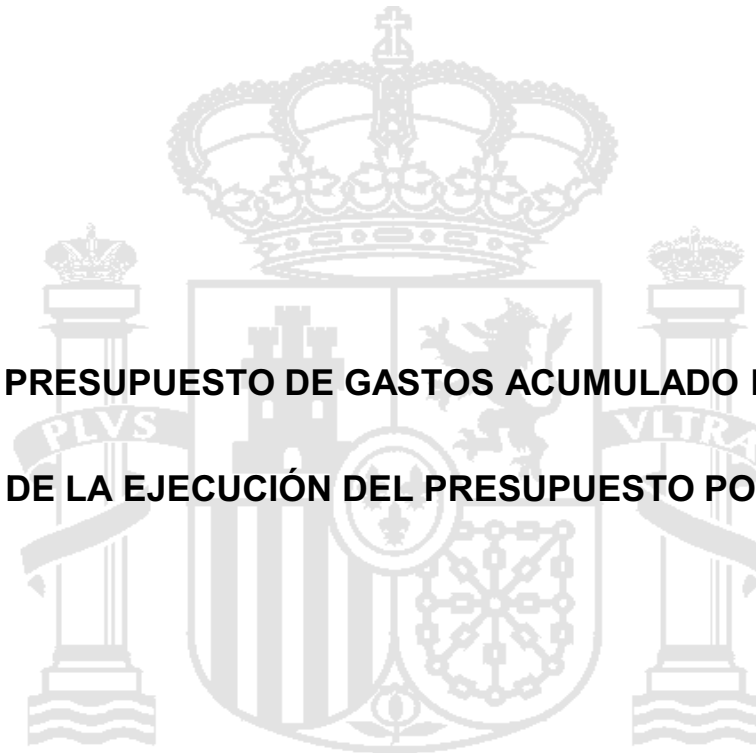 PRESUPUESTO DE GASTOS ACUMULADO
DE LA EJECUCIÓN DEL PRESUPUESTO PO
PLVS
VLTRA